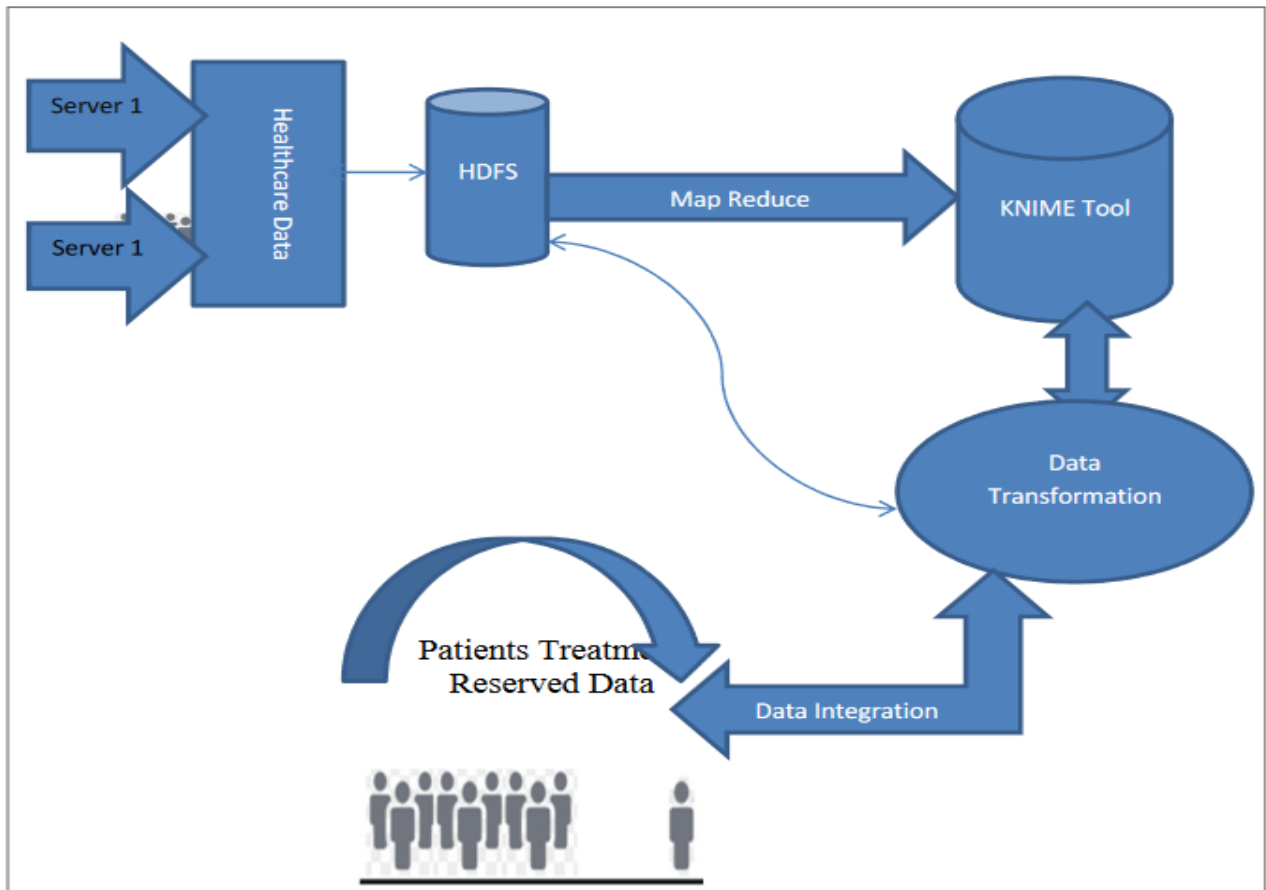 Server 1
Server 1
Healthcare Data
HDFS
Map Reduce
KNIME Tool
Data
Transformation
Patients
Reserved Data
Data Integration